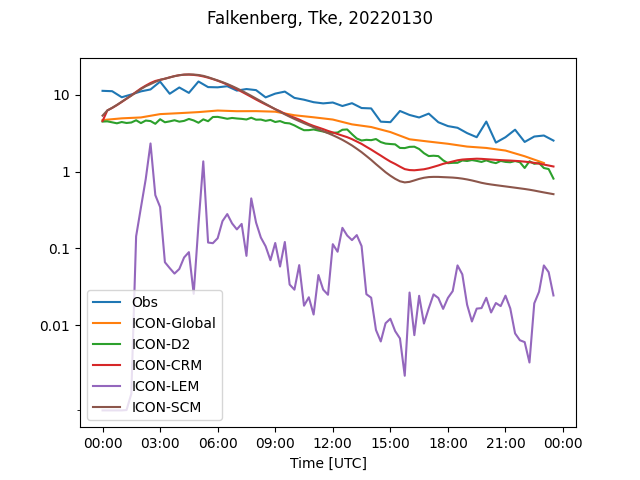 Falkenberg, Tke, 20220130
10
1
0.1
0.01
Obs
ICON-Global
ICON-D2
ICON-CRM
ICON-LEM
ICON-SCM
00:00 03:00 06:00 09:00 12:00 15:00 18:00 21:00 00:00
Time [UTC]